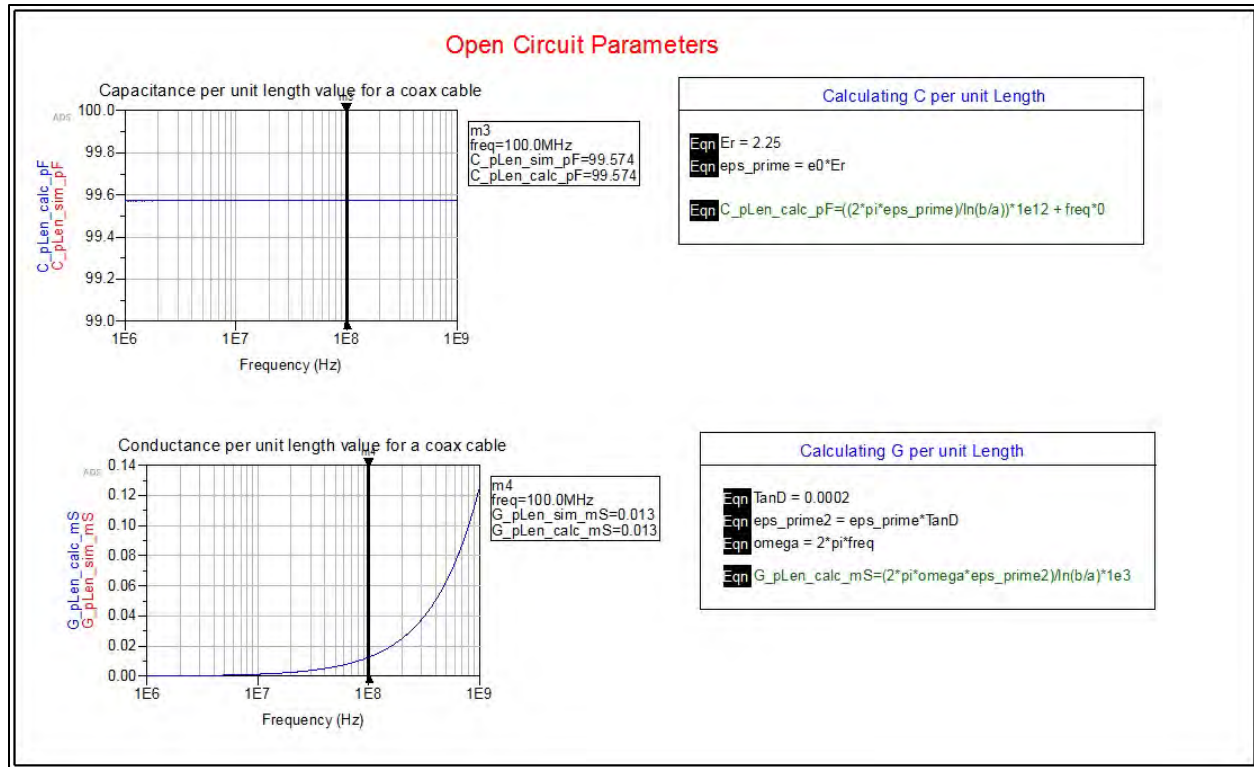 Open Circuit Parameters
Capacitance per unit length value for a coax cable
m3
ADS
100.0
99.8
99.6
99.4
99.2
99.0
C_pLen_calc_pF
C_pLen_sim_pF
1E6
1E7
1E8
1E9
Frequency (Hz)
m3
freq=100.0MHz
C_pLen_sim_pF=99.574
C_pLen_calc_pF=99.574
Calculating C per unit Length
Eqn Er = 2.25
Eqn eps_prime = e0*Er
Eqn C_pLen_calc_pF=((2*pi*eps_prime)/ln(b/a))*1e12 + freq*0
Conductance per unit length value for a coax cable
m4
ADS
0.14
0.12
0.10
0.08
0.06
0.04
0.02
0.00
G_pLen_calc_mS
G_pLen_sim_mS
1E6
1E7
1E8
1E9
Frequency (Hz)
m4
freq=100.0MHz
G_pLen_sim_mS=0.013
G_pLen_calc_mS=0.013
Calculating G per unit Length
Eqn TanD = 0.0002
Eqn eps_prime2 = eps_prime*TanD
Eqn omega = 2*pi*freq
Eqn G_pLen_calc_mS=(2*pi*omega*eps_prime2)/ln(b/a)*1e3